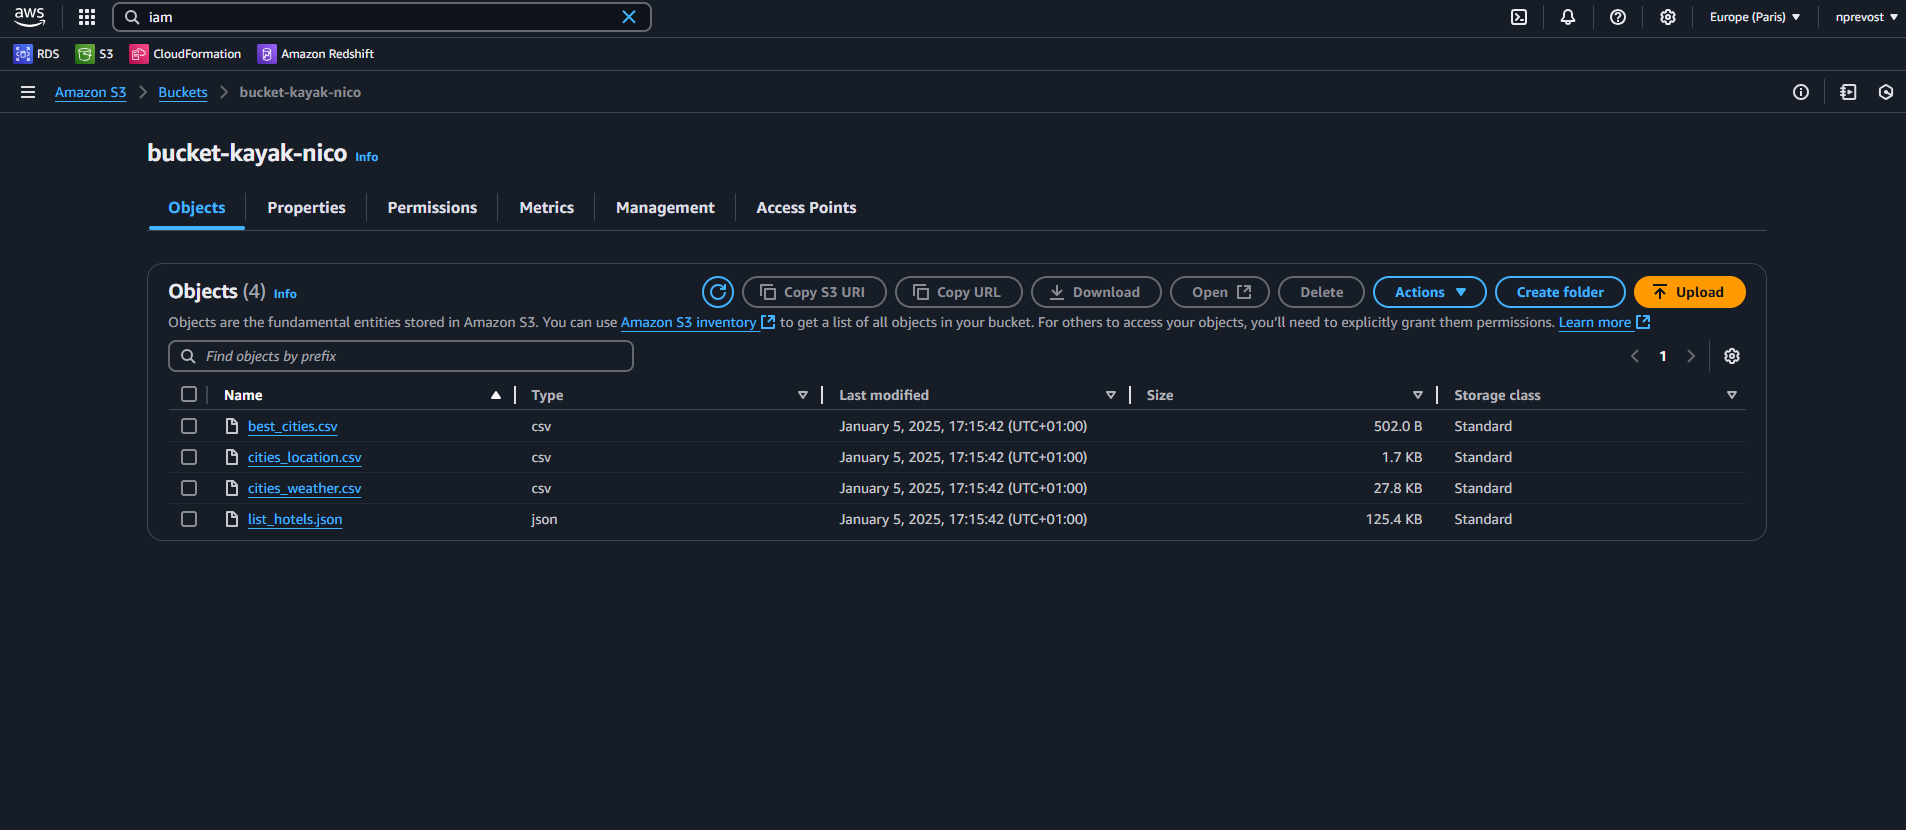 aws
iam
Europe (Paris)
nprevost
RDS
S3
CloudFormation
Amazon Redshift
Amazon S3
Buckets
bucket-kayak-nico
bucket-kayak-nico Info
Objects
Properties
Permissions
Metrics
Management
Access Points
Objects (4) Info
Copy S3 URI
Copy URL
Download
Open
Delete
Actions
Create folder
Upload
Objects are the fundamental entities stored in Amazon S3. You can use Amazon S3 inventory to get a list of all objects in your bucket. For others to access your objects, you'll need to explicitly grant them permissions. Learn more
Find objects by prefix
1
Name Type Last modified Size Storage class
best_cities.csv csv January 5, 2025, 17:15:42 (UTC+01:00) 502.0 B Standard
cities_location.csv csv January 5, 2025, 17:15:42 (UTC+01:00) 1.7 KB Standard
cities_weather.csv csv January 5, 2025, 17:15:42 (UTC+01:00) 27.8 KB Standard
list_hotels.json json January 5, 2025, 17:15:42 (UTC+01:00) 125.4 KB Standard